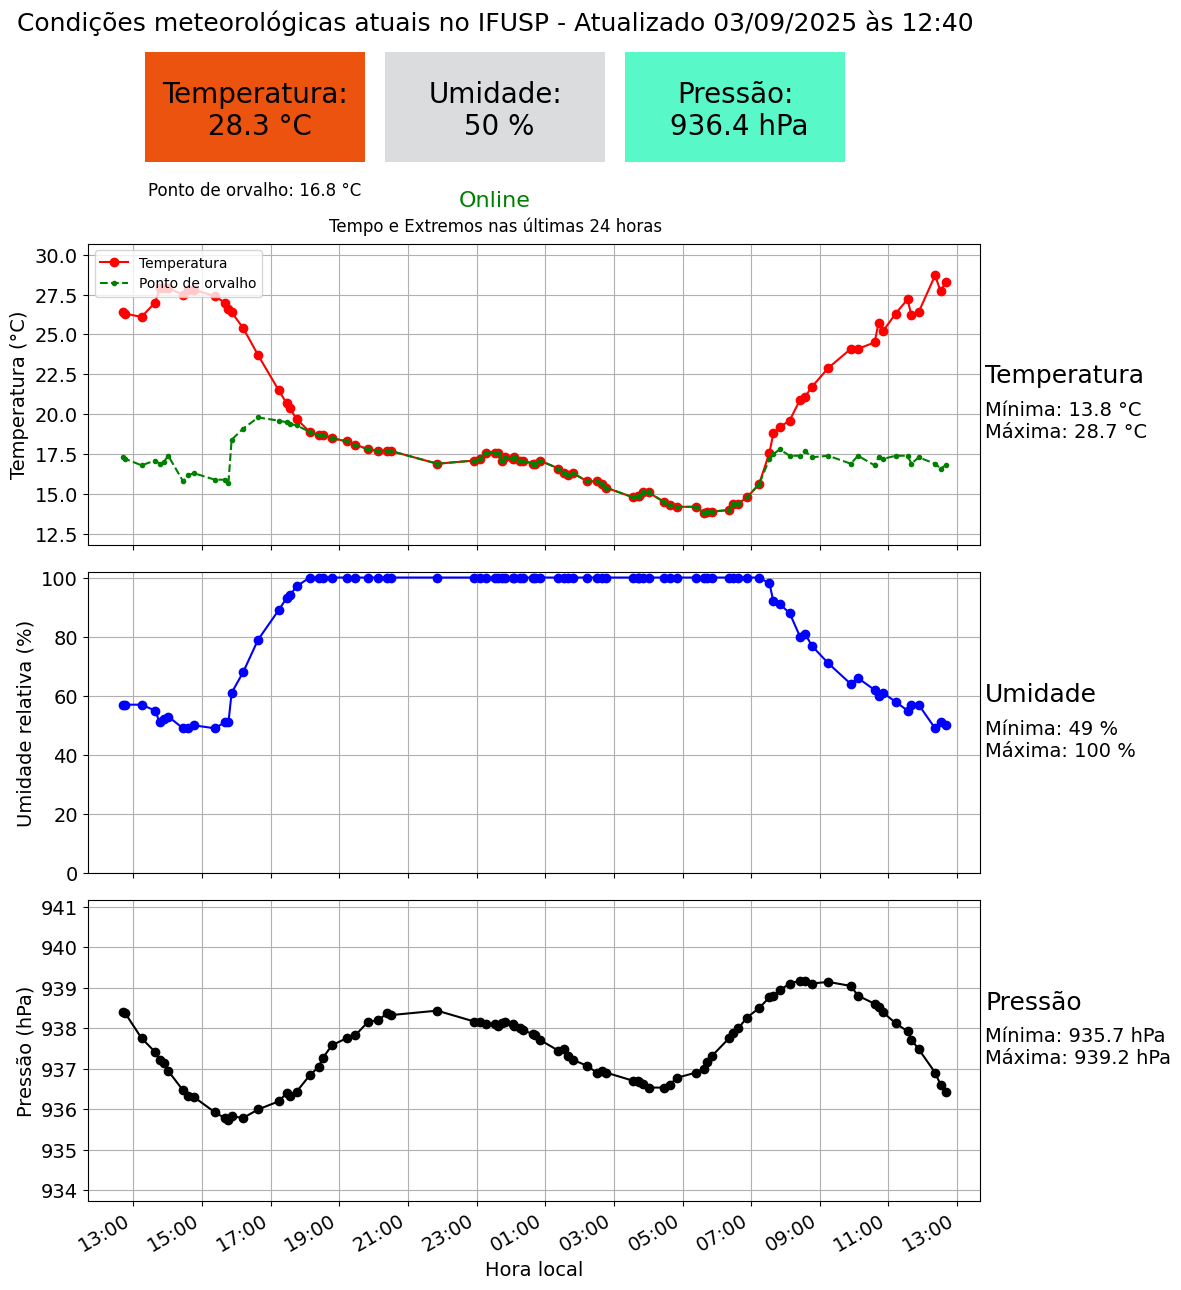 Condições meteorológicas atuais no IFUSP - Atualizado 03/09/2025 às 12:40
Temperatura:
28.3 °C
Umidade:
50 %
Pressão:
936.4 hPa
Ponto de orvalho: 16.8 °C
Online
Tempo e Extremos nas últimas 24 horas
Temperatura
Ponto de orvalho
Temperatura (°C)
30.0
27.5
25.0
22.5
20.0
17.5
15.0
12.5
Temperatura
Mínima: 13.8 °C
Máxima: 28.7 °C
Umidade relativa (%)
100
80
60
40
20
0
Umidade
Mínima: 49 %
Máxima: 100 %
Pressão (hPa)
941
940
939
938
937
936
935
934
Pressão
Mínima: 935.7 hPa
Máxima: 939.2 hPa
13:00
15:00
17:00
19:00
21:00
23:00
01:00
03:00
05:00
07:00
09:00
11:00
13:00
Hora local